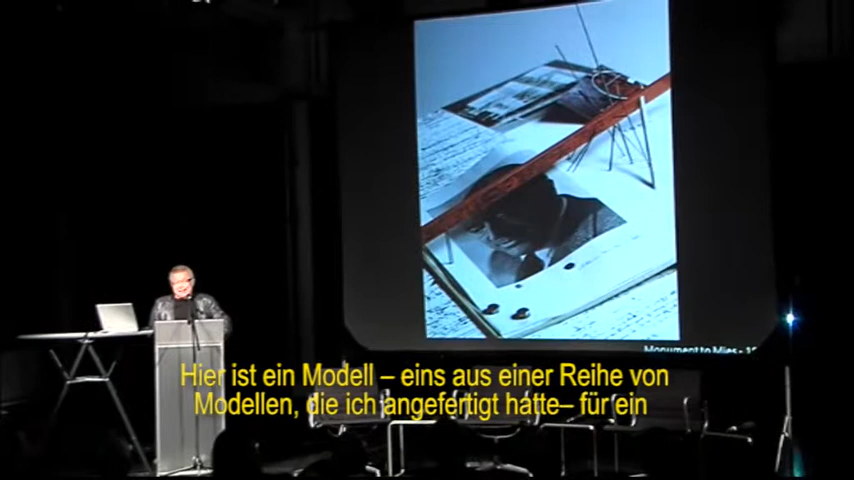 Monument to Mies - 19
Hier ist ein Modell – eins aus einer Reihe von
Modellen, die ich angefertigt hatte– für ein